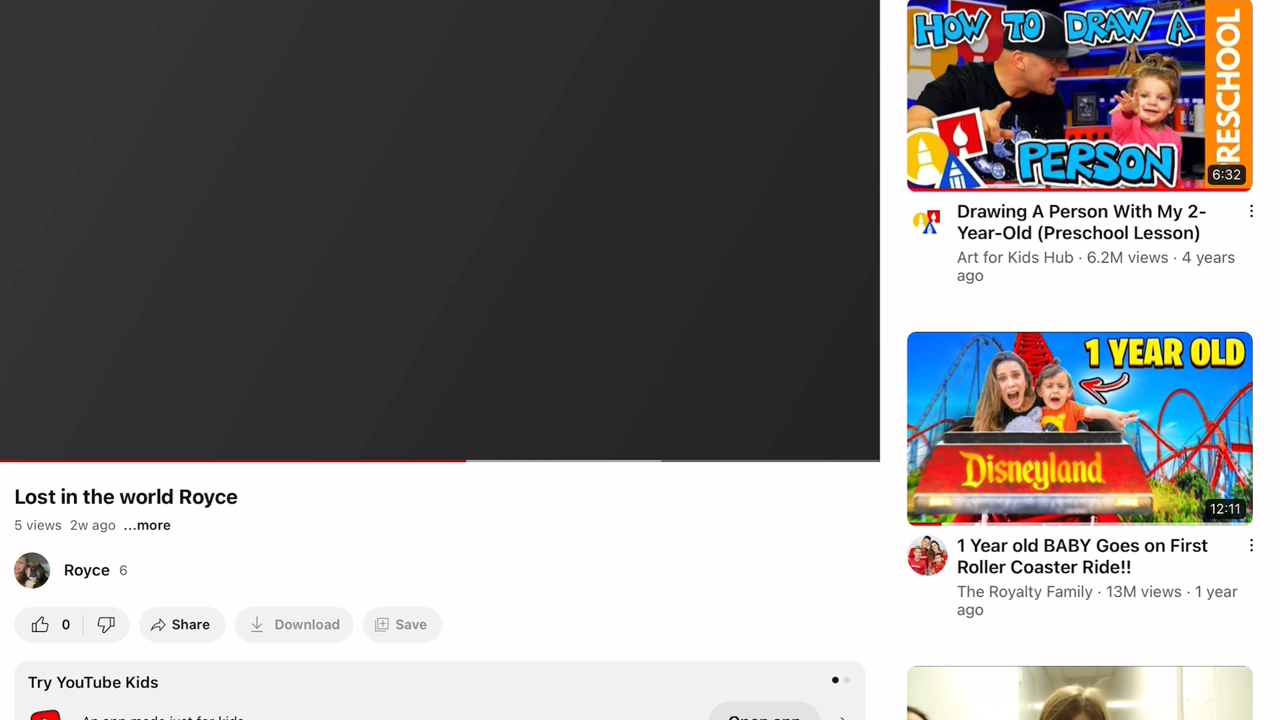 Lost in the world Royce
5 views 2w ago ...more
Royce 6
0
Share
Download
Save
Try YouTube Kids
HOW TO DRAW A
PERSON
PRESCHOOL
6:32
Drawing A Person With My 2-
Year-Old (Preschool Lesson)
Art for Kids Hub · 6.2M views · 4 years
ago
1 YEAR OLD
Disneyland
12:11
1 Year old BABY Goes on First
Roller Coaster Ride!!
The Royalty Family · 13M views · 1 year
ago